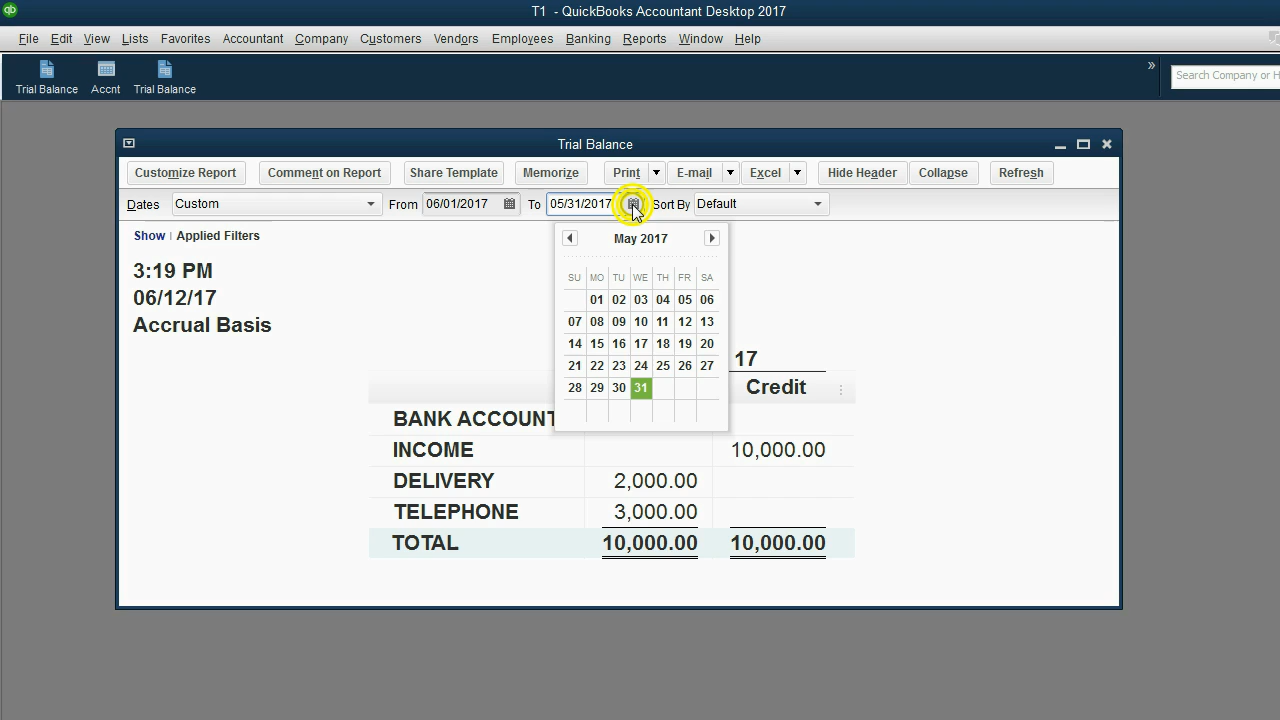 qb T1 - QuickBooks Accountant Desktop 2017
File Edit View Lists Favorites Accountant Company Customers Vendors Employees Banking Reports Window Help
Trial Balance Accnt Trial Balance » Search Company or H
Trial Balance
Customize Report Comment on Report Share Template Memorize Print E-mail Excel Hide Header Collapse Refresh
Dates Custom From 06/01/2017 To 05/31/2017 Sort By Default
Show | Applied Filters
May 2017
3:19 PM
06/12/17
Accrual Basis
SU MO TU WE TH FR SA
01 02 03 04 05 06
07 08 09 10 11 12 13
14 15 16 17 18 19 20
21 22 23 24 25 26 27
28 29 30 31
17
Credit
BANK ACCOUNT
INCOME 10,000.00
DELIVERY 2,000.00
TELEPHONE 3,000.00
TOTAL 10,000.00 10,000.00